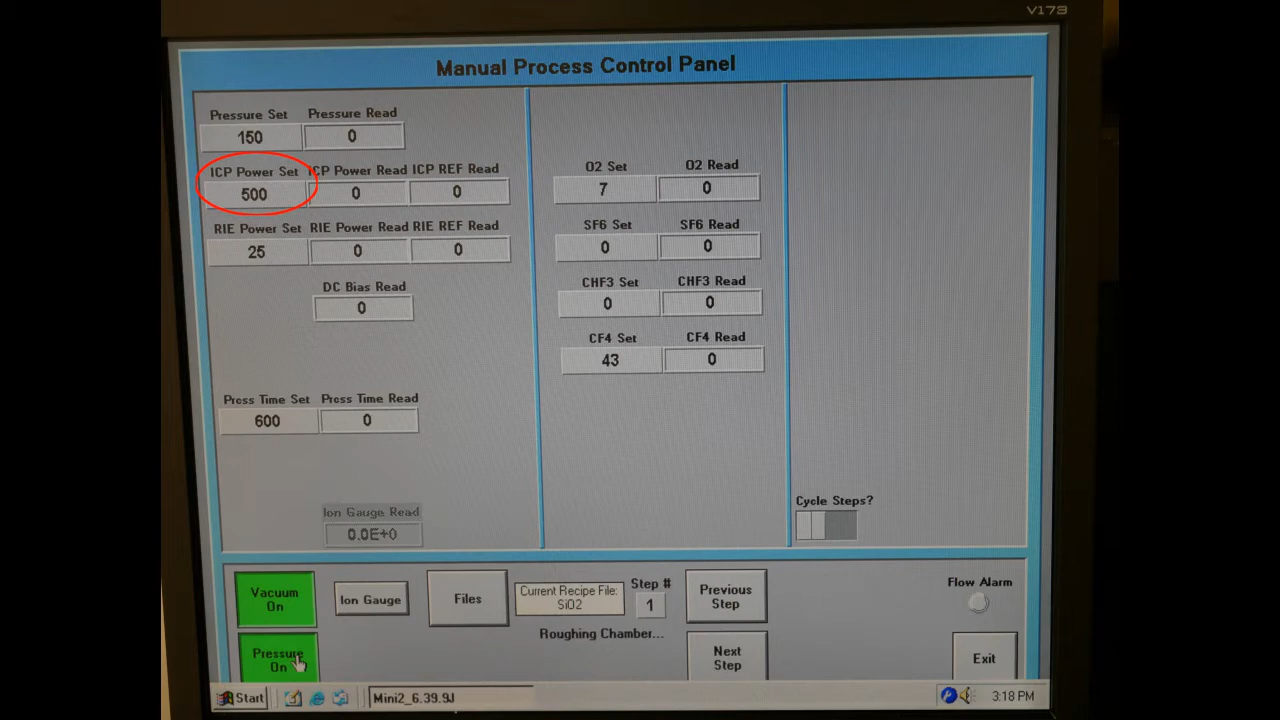 V173
Manual Process Control Panel
Pressure Set Pressure Read
150 0
ICP Power Set ICP Power Read ICP REF Read
500 0 0
RIE Power Set RIE Power Read RIE REF Read
25 0 0
DC Bias Read
0
Prcss Time Set Prcss Time Read
600 0
Ion Gauge Read
0.0E+0
O2 Set O2 Read
7 0
SF6 Set SF6 Read
0 0
CHF3 Set CHF3 Read
0 0
CF4 Set CF4 Read
43 0
Cycle Steps?
Vacuum
On
Ion Gauge
Files
Current Recipe File:
SiO2
Step #
1
Previous
Step
Flow Alarm
Roughing Chamber...
Pressure
On
Next
Step
Exit
Start
Mini2_6.39.9J
3:18 PM